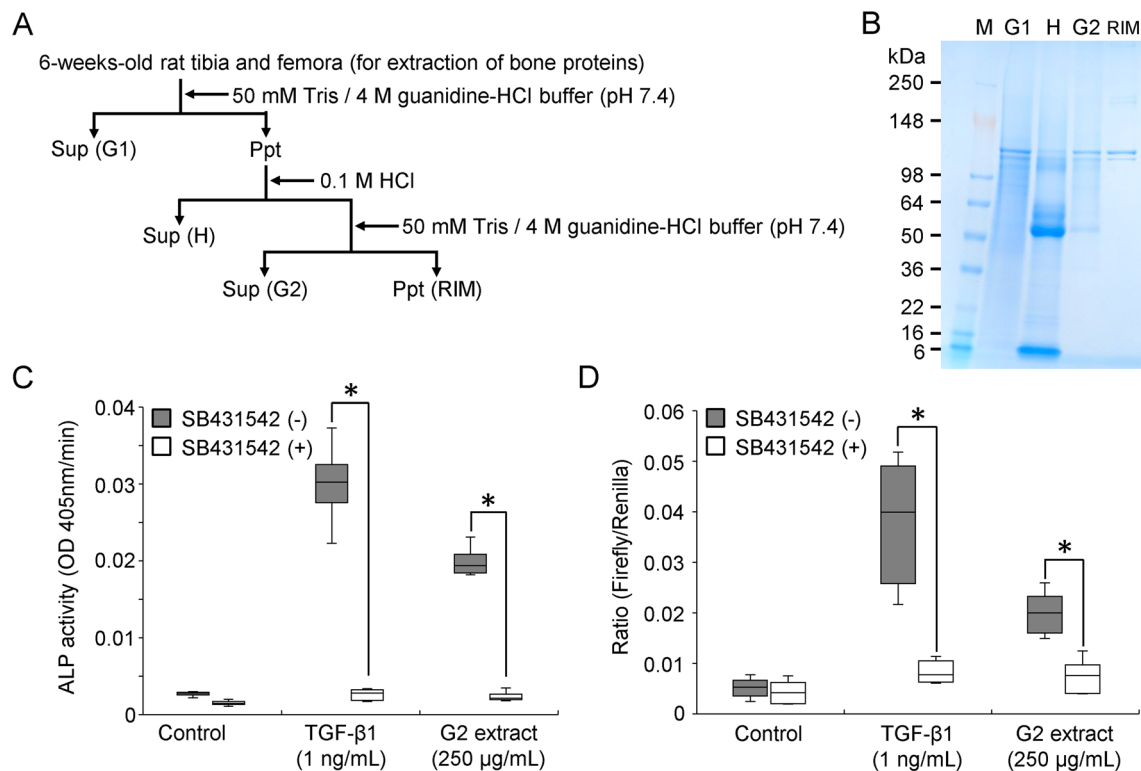 A
6-weeks-old rat tibia and femora (for extraction of bone proteins)
50 mM Tris / 4 M guanidine-HCl buffer (pH 7.4)
Sup (G1)
Ppt
0.1 M HCl
Sup (H)
50 mM Tris / 4 M guanidine-HCl buffer (pH 7.4)
Sup (G2)
Ppt (RIM)
B
M G1 H G2 RIM
kDa
250
148
98
64
50
36
22
16
6
C
ALP activity (OD 405nm/min)
0.04
0.03
0.02
0.01
0
SB431542 (-)
SB431542 (+)
*
*
Control
TGF-β1
(1 ng/mL)
G2 extract
(250 µg/mL)
D
Ratio (Firefly/Renilla)
0.06
0.05
0.04
0.03
0.02
0.01
0
SB431542 (-)
SB431542 (+)
*
*
Control
TGF-β1
(1 ng/mL)
G2 extract
(250 µg/mL)